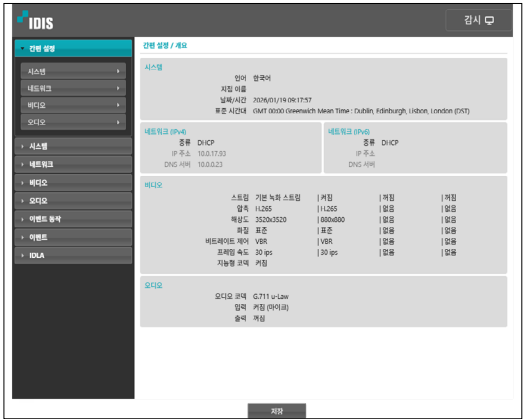 IDIS
감시
간편 설정
시스템
네트워크
비디오
오디오
시스템
네트워크
비디오
오디오
이벤트 동작
이벤트
IDLA
간편 설정 / 개요
시스템
언어 한국어
지점 이름
날짜/시간 2026/01/19 09:17:57
표준 시간대 GMT 00:00 Greenwich Mean Time : Dublin, Edinburgh, Lisbon, London (DST)
네트워크 (IPv4)
종류 DHCP
IP 주소 10.0.17.93
DNS 서버 10.0.0.23
네트워크 (IPv6)
종류 DHCP
IP 주소
DNS 서버
비디오
스트림 기본 녹화 스트림 | 켜짐 | 꺼짐 | 꺼짐
압축 H.265 | H.265 | 없음 | 없음
해상도 3520x3520 | 880x880 | 없음 | 없음
화질 표준 | 표준 | 없음 | 없음
비트레이트 제어 VBR | VBR | 없음 | 없음
프레임 속도 30 ips | 30 ips | 없음 | 없음
지능형 코덱 켜짐
오디오
오디오 코덱 G.711 u-Law
입력 켜짐 (마이크)
출력 꺼짐
저장